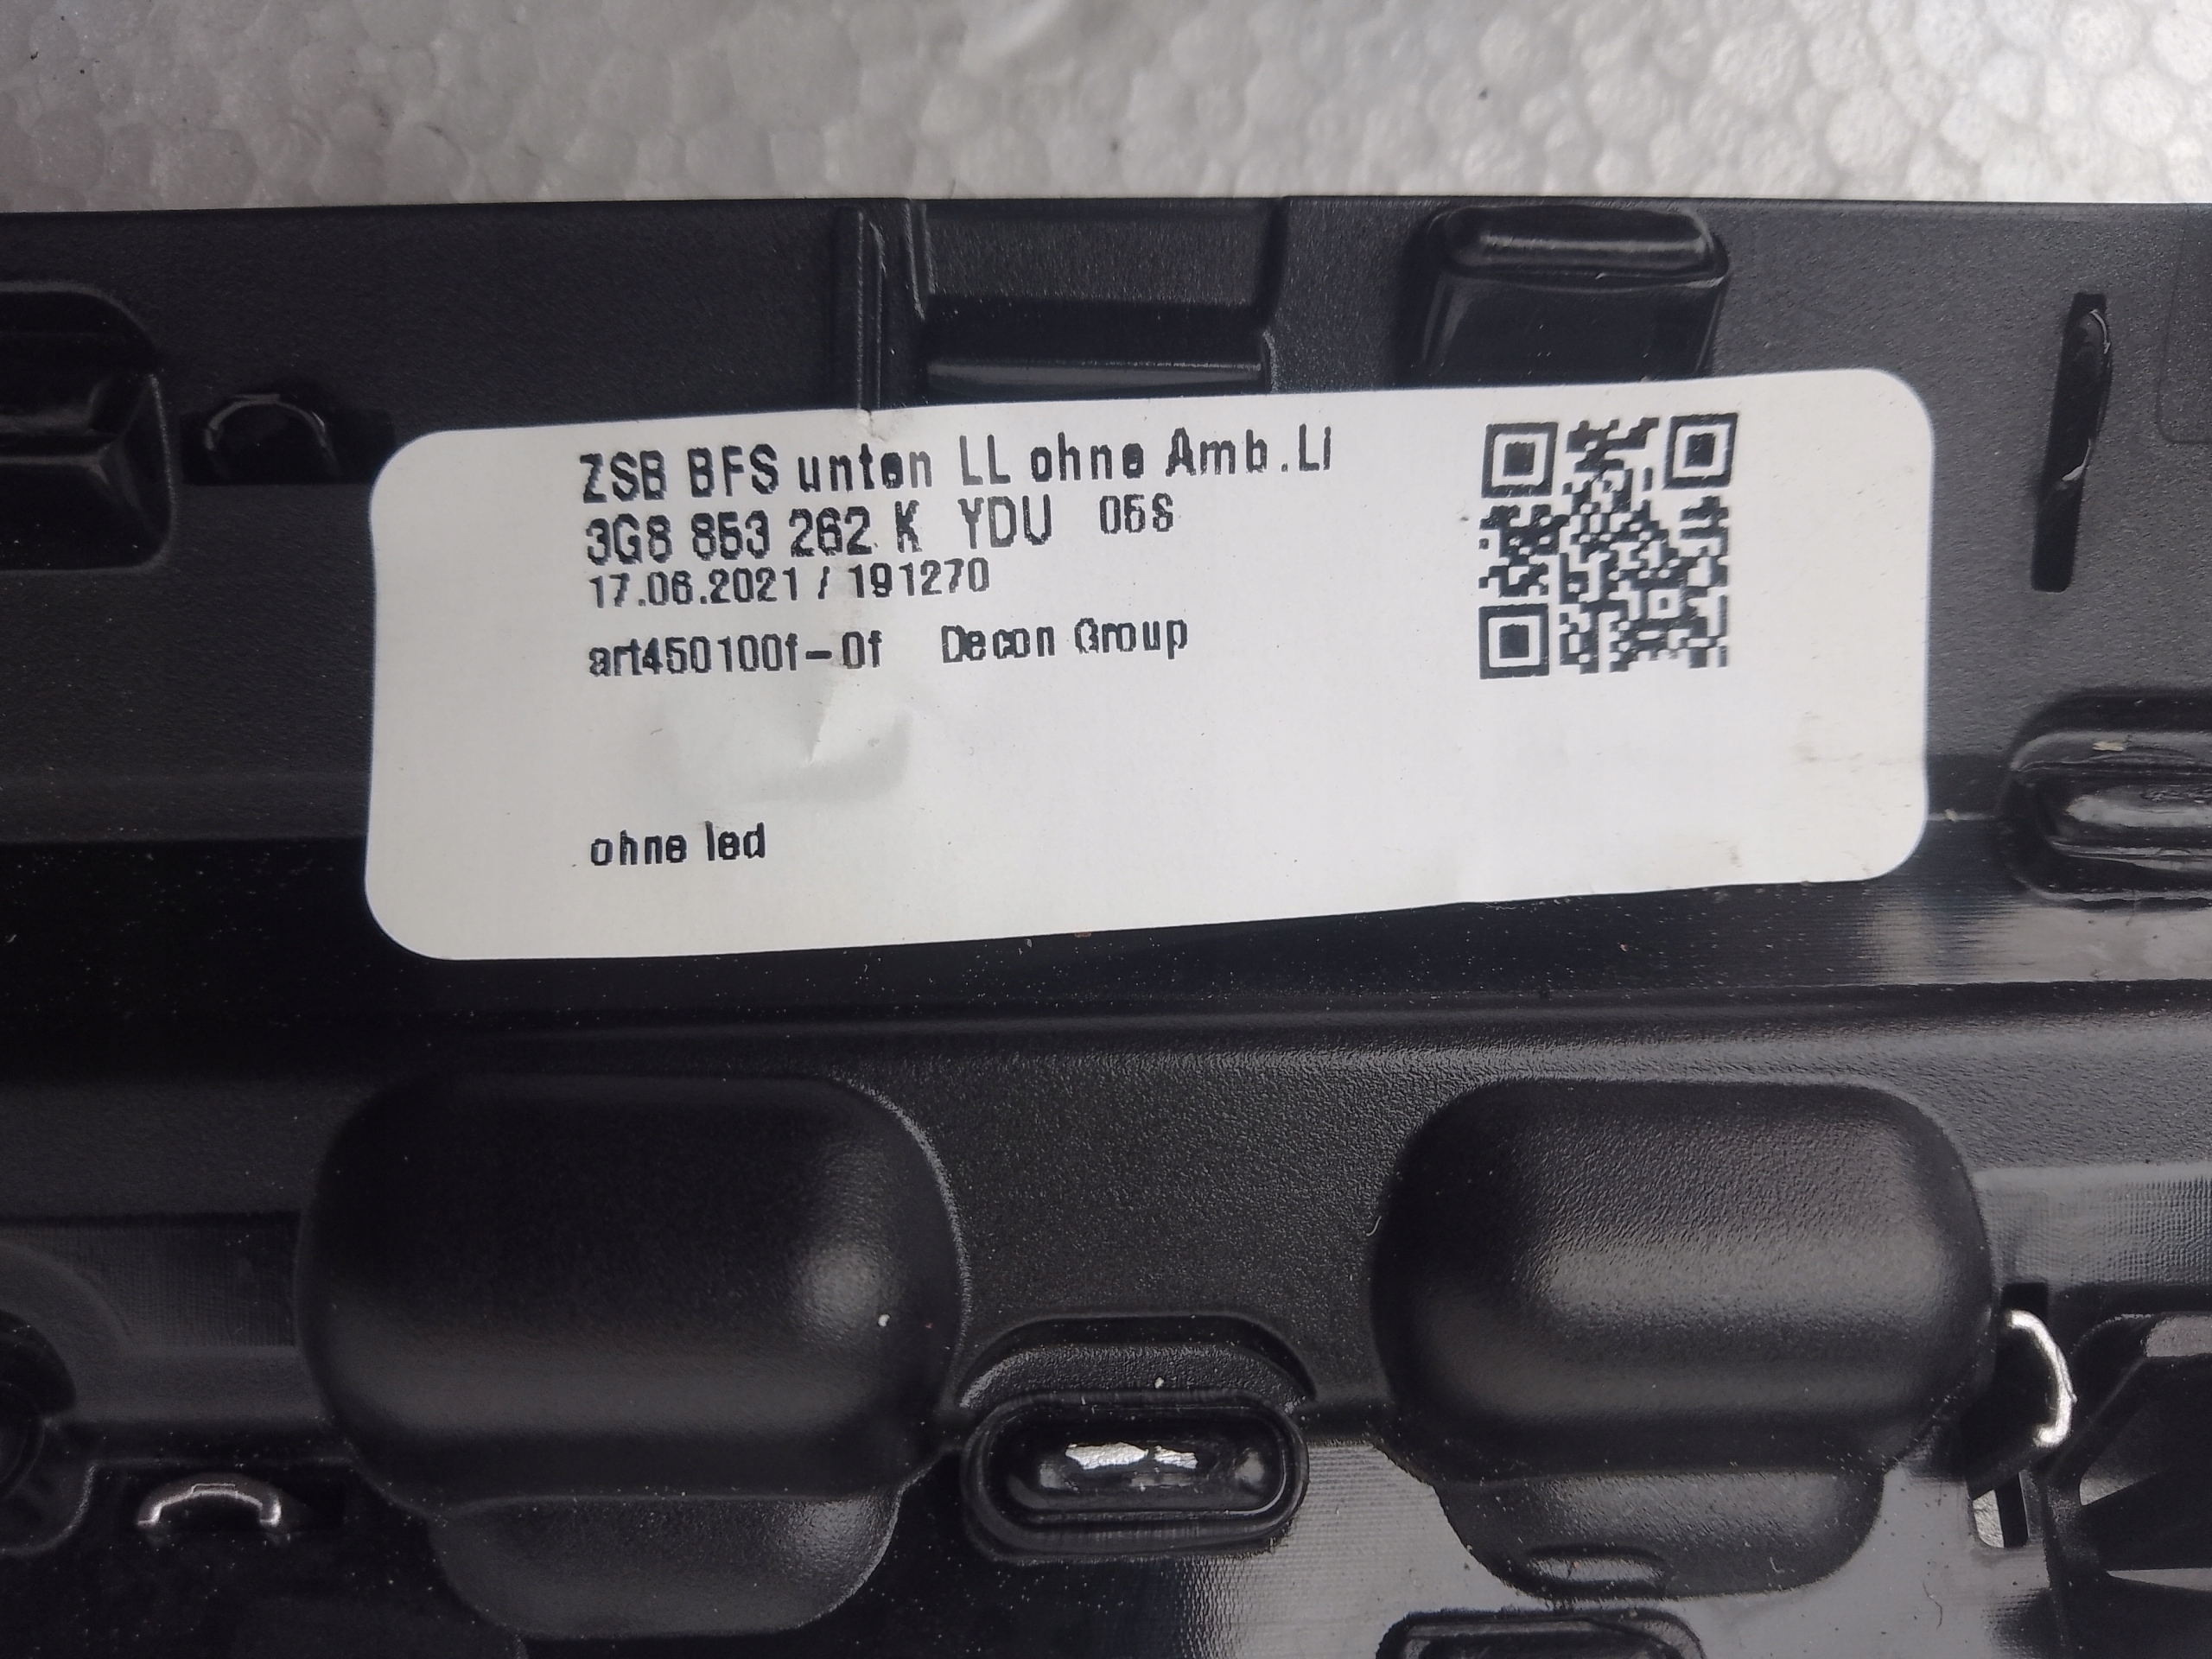 ZSB BFS unten LL ohne Amb.Li
3G8 853 262 K YDU 05S
17.06.2021 / 191270
art450100f-0f Decon Group
ohne led